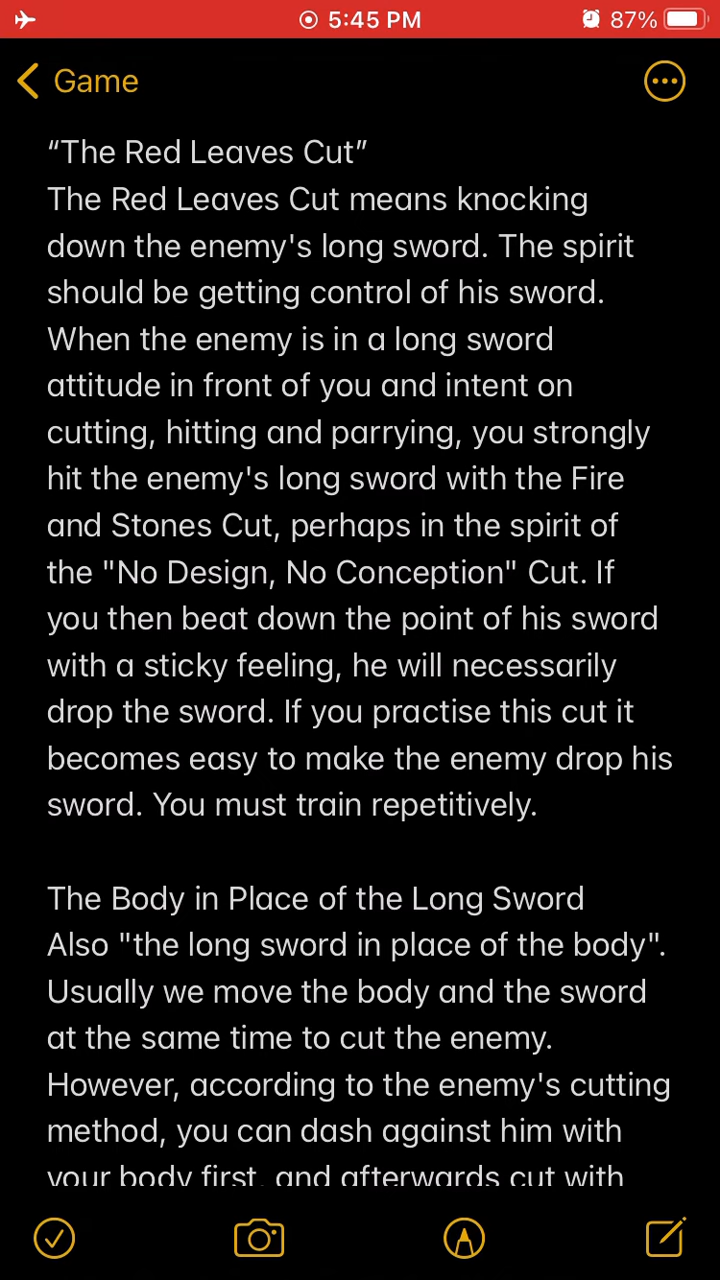 5:45 PM
87%
Game
“The Red Leaves Cut”
The Red Leaves Cut means knocking
down the enemy's long sword. The spirit
should be getting control of his sword.
When the enemy is in a long sword
attitude in front of you and intent on
cutting, hitting and parrying, you strongly
hit the enemy's long sword with the Fire
and Stones Cut, perhaps in the spirit of
the "No Design, No Conception" Cut. If
you then beat down the point of his sword
with a sticky feeling, he will necessarily
drop the sword. If you practise this cut it
becomes easy to make the enemy drop his
sword. You must train repetitively.
The Body in Place of the Long Sword
Also "the long sword in place of the body".
Usually we move the body and the sword
at the same time to cut the enemy.
However, according to the enemy's cutting
method, you can dash against him with
your body first, and afterwards cut with